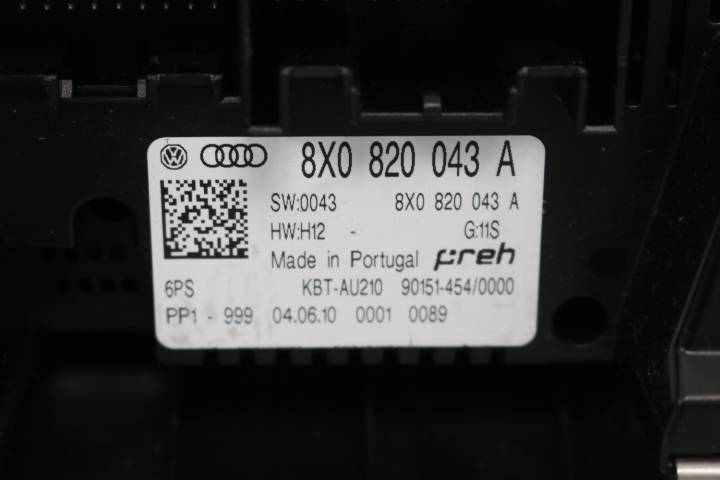 8X0 820 043 A
SW:0043 8X0 820 043 A
HW:H12 - G:11S
Made in Portugal preh
6PS KBT-AU210 90151-454/0000
PP1 - 999 04.06.10 0001 0089